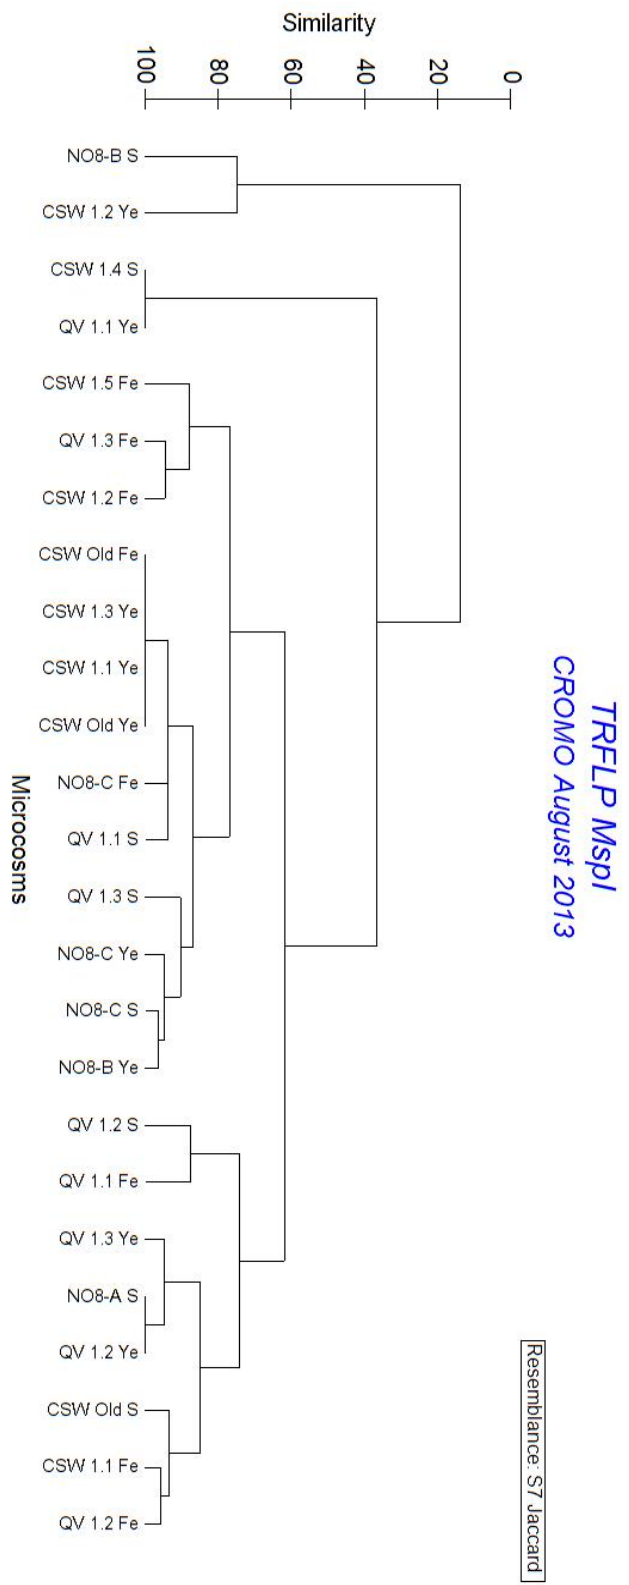 TRFLP MspI
CROMO August 2013
Resemblance: S7 Jaccard
Similarity
100
80
60
40
20
0
NO8-B S
CSW 1.2 Ye
CSW 1.4 S
QV 1.1 Ye
CSW 1.5 Fe
QV 1.3 Fe
CSW 1.2 Fe
CSW Old Fe
CSW 1.3 Ye
CSW 1.1 Ye
CSW Old Ye
NO8-C Fe
QV 1.1 S
QV 1.3 S
NO8-C Ye
NO8-C S
NO8-B Ye
QV 1.2 S
QV 1.1 Fe
QV 1.3 Ye
NO8-A S
QV 1.2 Ye
CSW Old S
CSW 1.1 Fe
QV 1.2 Fe
Microcosms